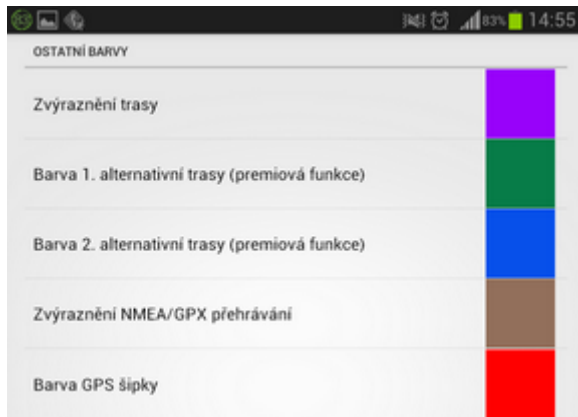 83% 14:55
OSTATNÍ BARVY
Zvýraznění trasy
Barva 1. alternativní trasy (premiová funkce)
Barva 2. alternativní trasy (premiová funkce)
Zvýraznění NMEA/GPX přehrávání
Barva GPS šipky